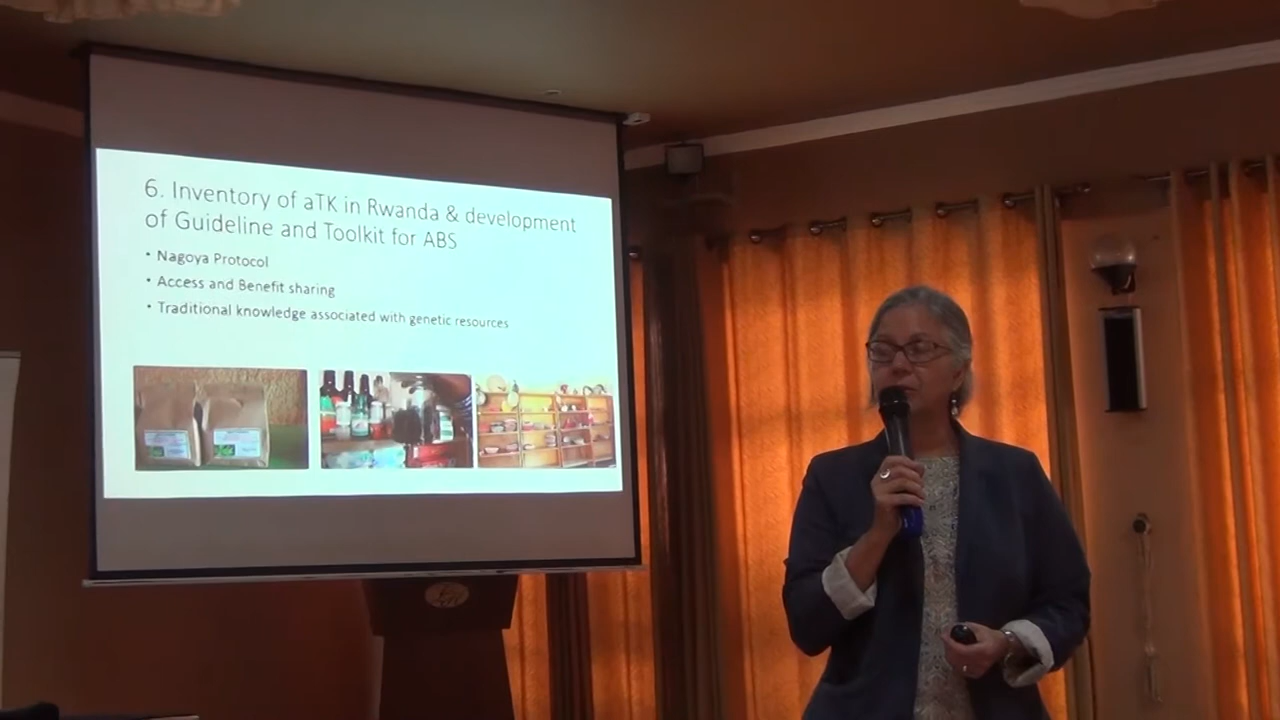 6. Inventory of aTK in Rwanda & development
of Guideline and Toolkit for ABS
• Nagoya Protocol
• Access and Benefit sharing
• Traditional knowledge associated with genetic resources